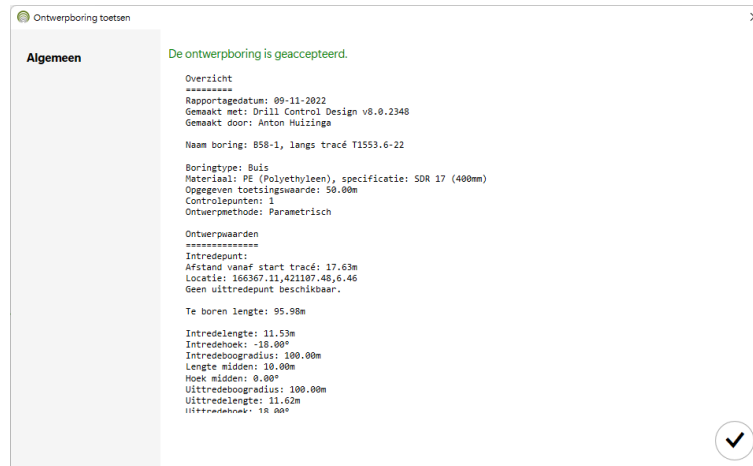 Ontwerpboring toetsen
Algemeen
De ontwerpboring is geaccepteerd.
Overzicht
=========
Rapportagedatum: 09-11-2022
Gemaakt met: Drill Control Design v8.0.2348
Gemaakt door: Anton Huizinga
Naam boring: B58-1, langs tracé T1553.6-22
Boringtype: Buis
Materiaal: PE (Polyethyleen), specificatie: SDR 17 (400mm)
Opgegeven toetsingswaarde: 50.00m
Controlepunten: 1
Ontwerpmethode: Parametrisch
Ontwerpwaarden
==============
Intredepunt:
Afstand vanaf start tracé: 17.63m
Locatie: 166367.11,421107.48,6.46
Geen uittredepunt beschikbaar.
Te boren lengte: 95.98m
Intredelengte: 11.53m
Intredehoek: -18.00°
Intredeboogradius: 100.00m
Lengte midden: 10.00m
Hoek midden: 0.00°
Uittredeboogradius: 100.00m
Uittredelengte: 11.62m
Uittredehoek: 18.00°